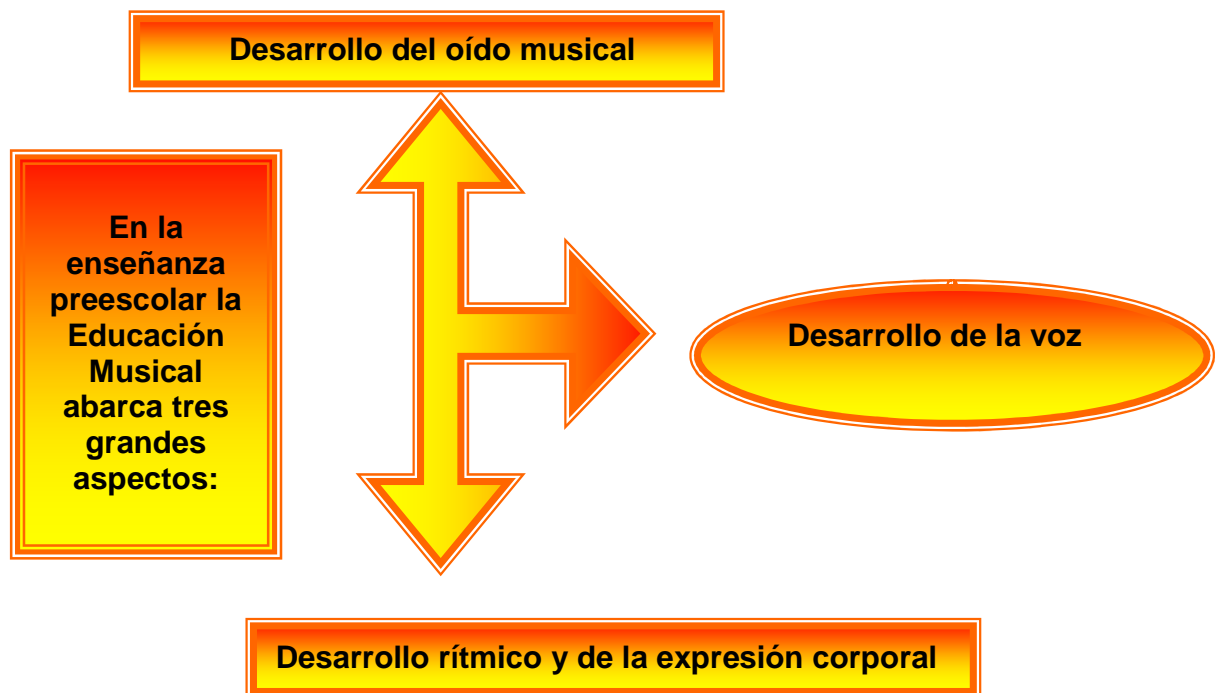 Desarrollo del oído musical
En la
enseñanza
preescolar la
Educación
Musical
abarca tres
grandes
aspectos:
Desarrollo de la voz
Desarrollo rítmico y de la expresión corporal